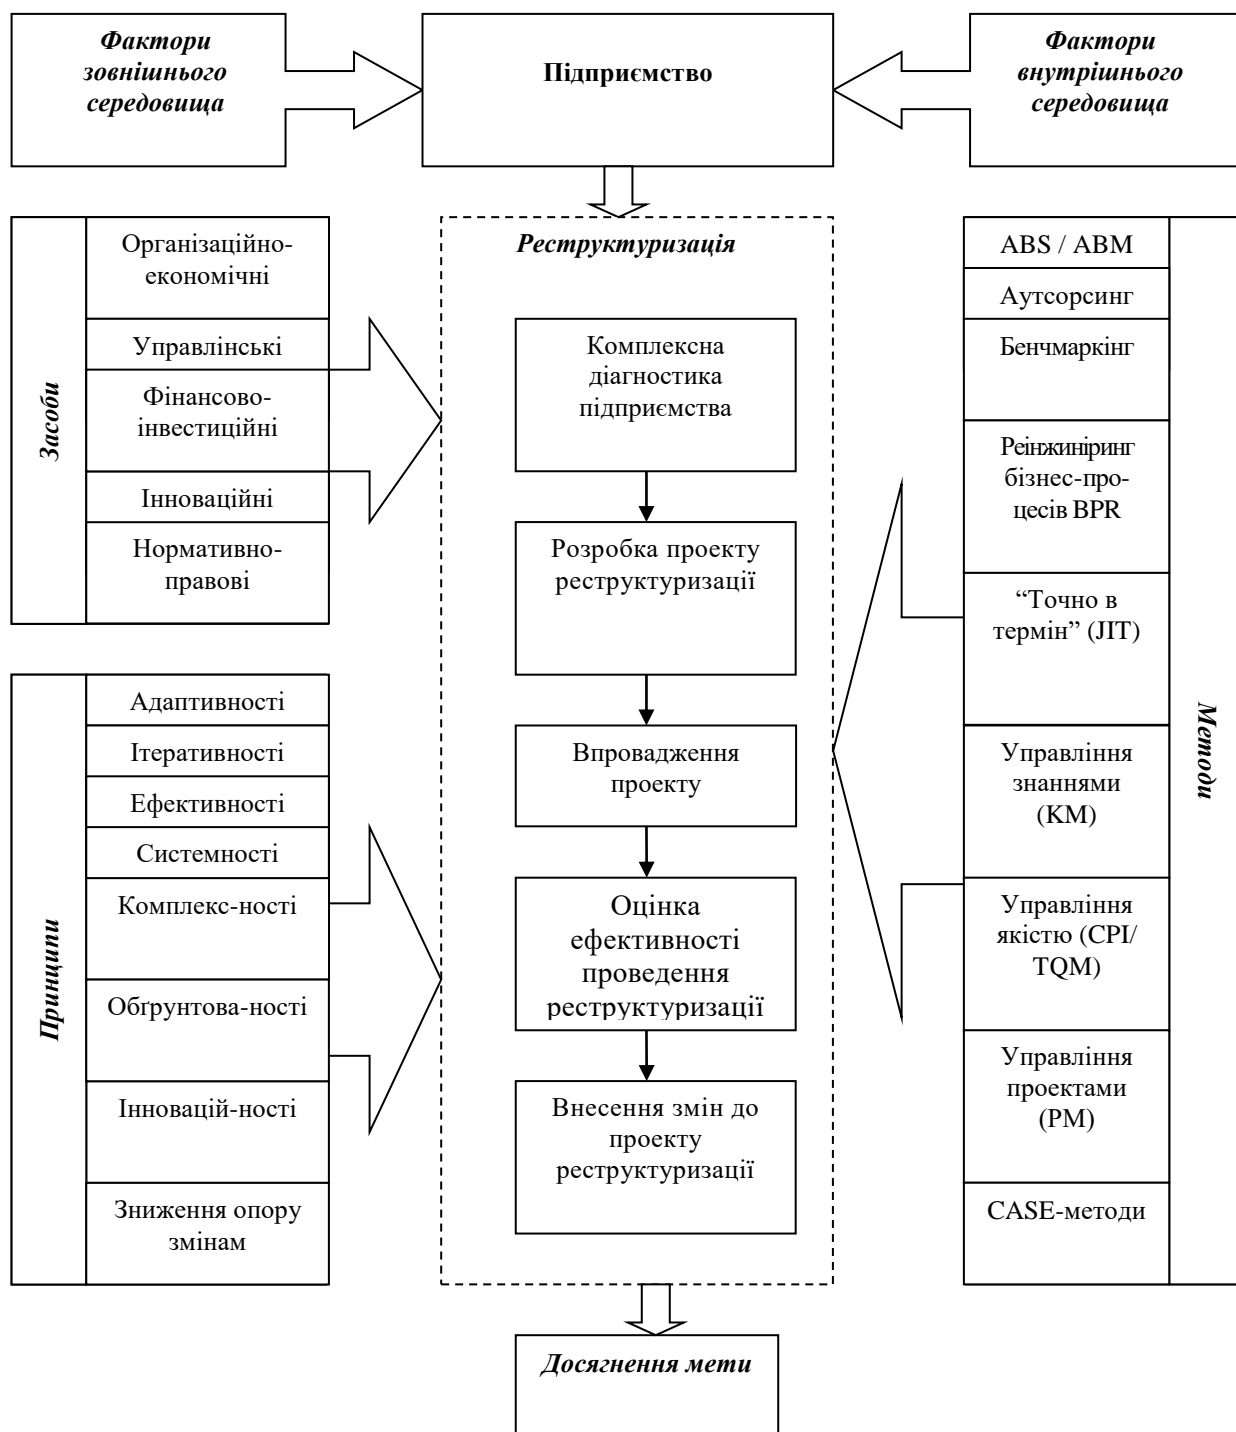 Фактори
зовнішнього
середовища
Підприємство
Фактори
внутрішнього
середовища
Засоби
Організаційно-
економічні
Управлінські
Фінансово-
інвестиційні
Інноваційні
Нормативно-
правові
Принципи
Адаптивності
Ітеративності
Ефективності
Системності
Комплекс-ності
Обґрунтова-ності
Інновацій-ності
Зниження опору
змінам
Реструктуризація
Комплексна
діагностика
підприємства
Розробка проекту
реструктуризації
Впровадження
проекту
Оцінка
ефективності
проведення
реструктуризації
Внесення змін до
проекту
реструктуризації
Досягнення мети
ABS / ABM
Аутсорсинг
Бенчмаркінг
Реінжиніринг
бізнес-про-
цесів BPR
“Точно в
термін” (JIT)
Управління
знаннями
(KM)
Управління
якістю (CPI/
TQM)
Управління
проектами
(PM)
CASE-методи
Методи